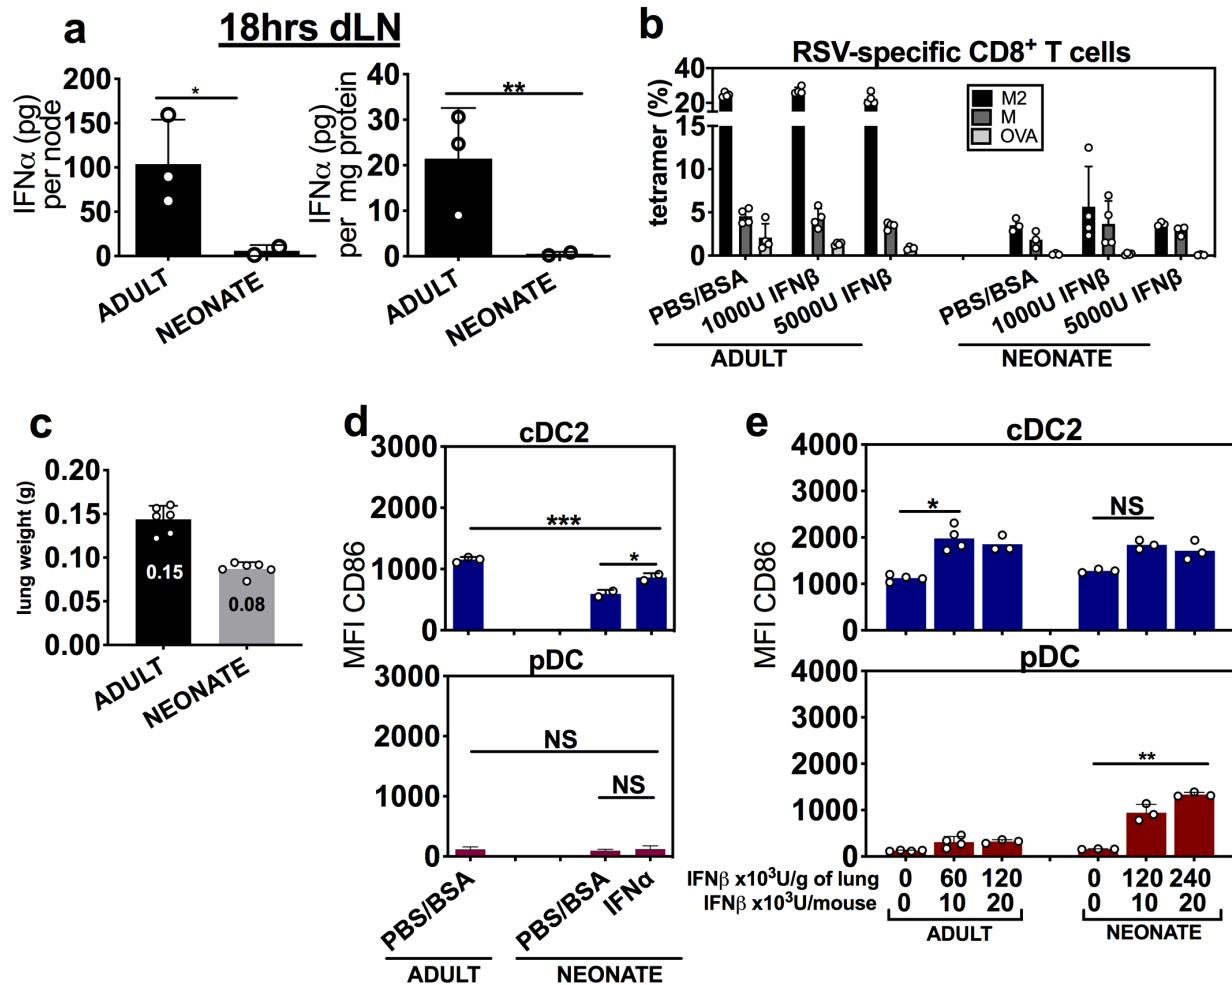 a
18hrs dLN
IFNα (pg)
per node
200
150
100
50
0
*
ADULT
NEONATE
IFNα (pg)
per mg protein
40
30
20
10
0
**
ADULT
NEONATE
b
RSV-specific CD8+ T cells
tetramer (%)
40
20
15
10
5
0
M2
M
OVA
PBS/BSA
1000U IFNβ
5000U IFNβ
PBS/BSA
1000U IFNβ
5000U IFNβ
ADULT
NEONATE
c
lung weight (g)
0.20
0.15
0.10
0.05
0.00
0.15
0.08
ADULT
NEONATE
d
MFI CD86
cDC2
3000
2000
1000
0
***
*
pDC
3000
2000
1000
0
NS
NS
PBS/BSA
PBS/BSA
IFNα
ADULT
NEONATE
e
MFI CD86
cDC2
4000
3000
2000
1000
0
*
NS
pDC
4000
3000
2000
1000
0
**
IFNβ x10³U/g of lung 0 60 120 0 120 240
IFNβ x10³U/mouse 0 10 20 0 10 20
ADULT
NEONATE